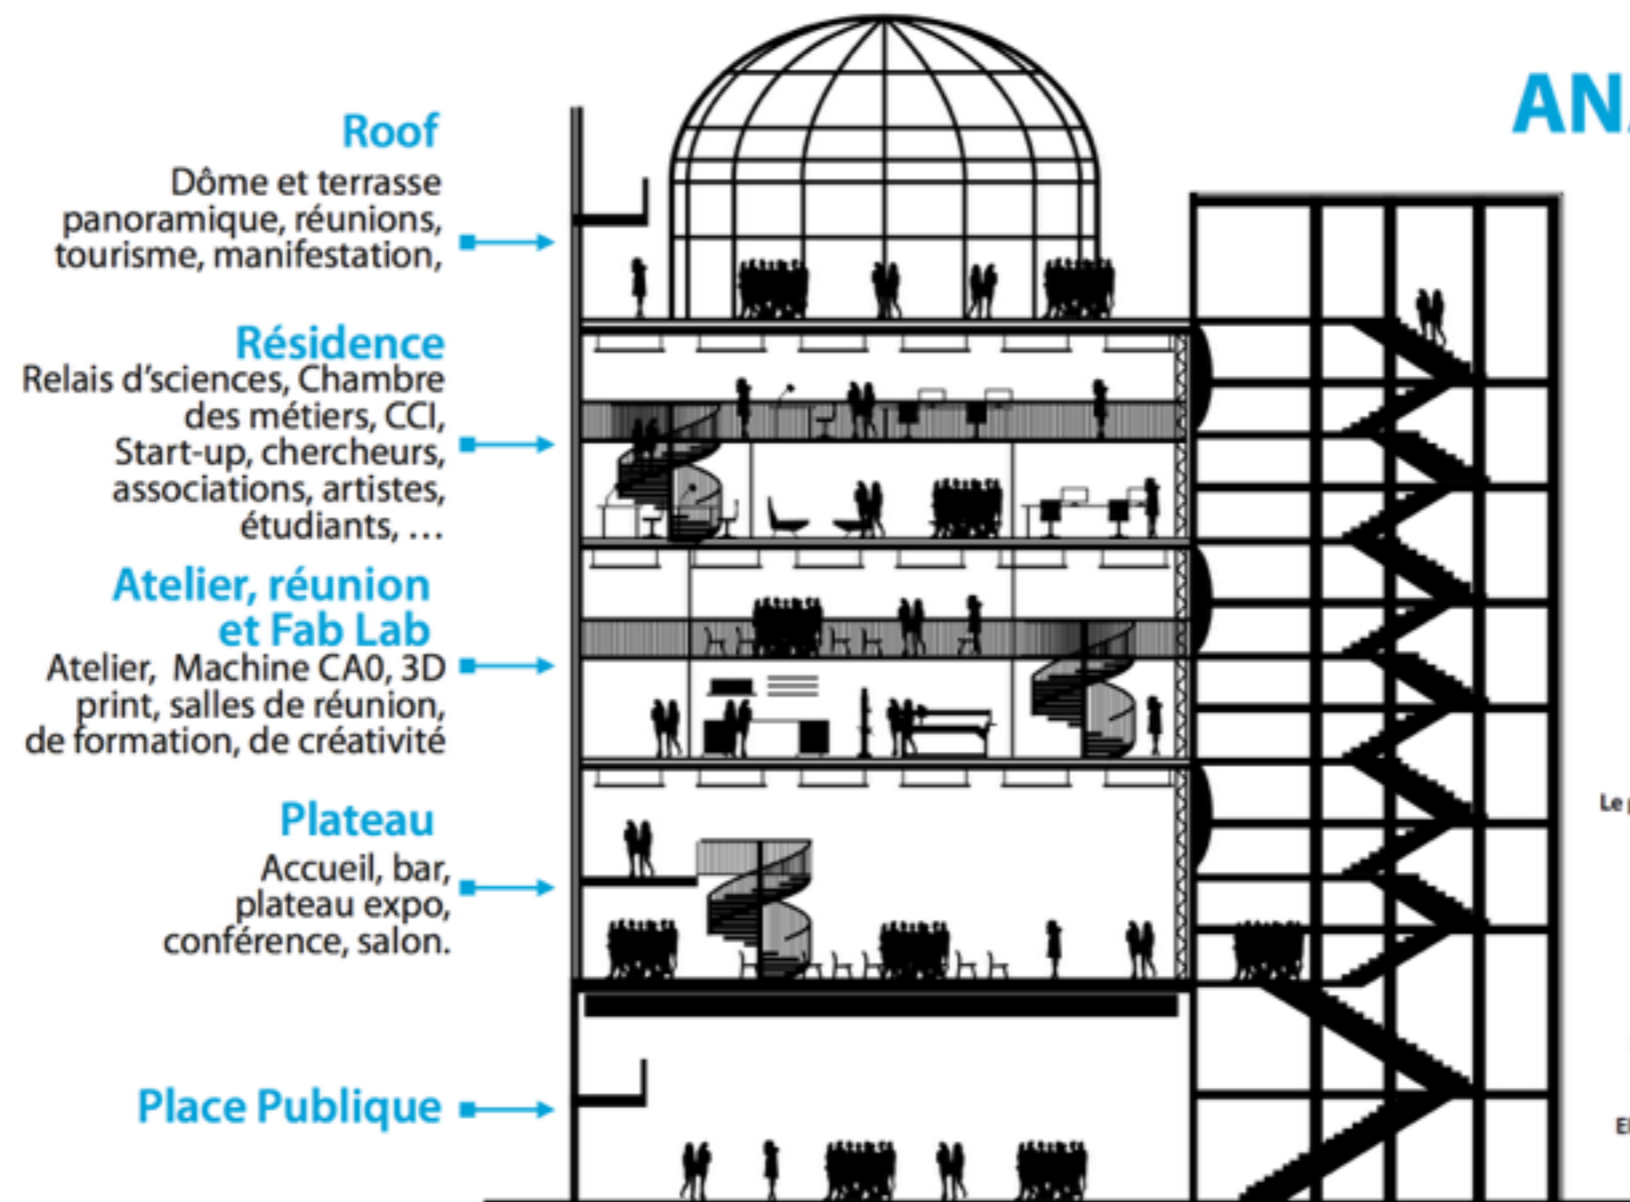 Roof
Dôme et terrasse
panoramique, réunions,
tourisme, manifestation,
Résidence
Relais d’sciences, Chambre
des métiers, CCI,
Start-up, chercheurs,
associations, artistes,
étudiants, ...
Atelier, réunion
et Fab Lab
Atelier, Machine CA0, 3D
print, salles de réunion,
de formation, de créativité
Plateau
Accueil, bar,
plateau expo,
conférence, salon.
Place Publique
AN
Le